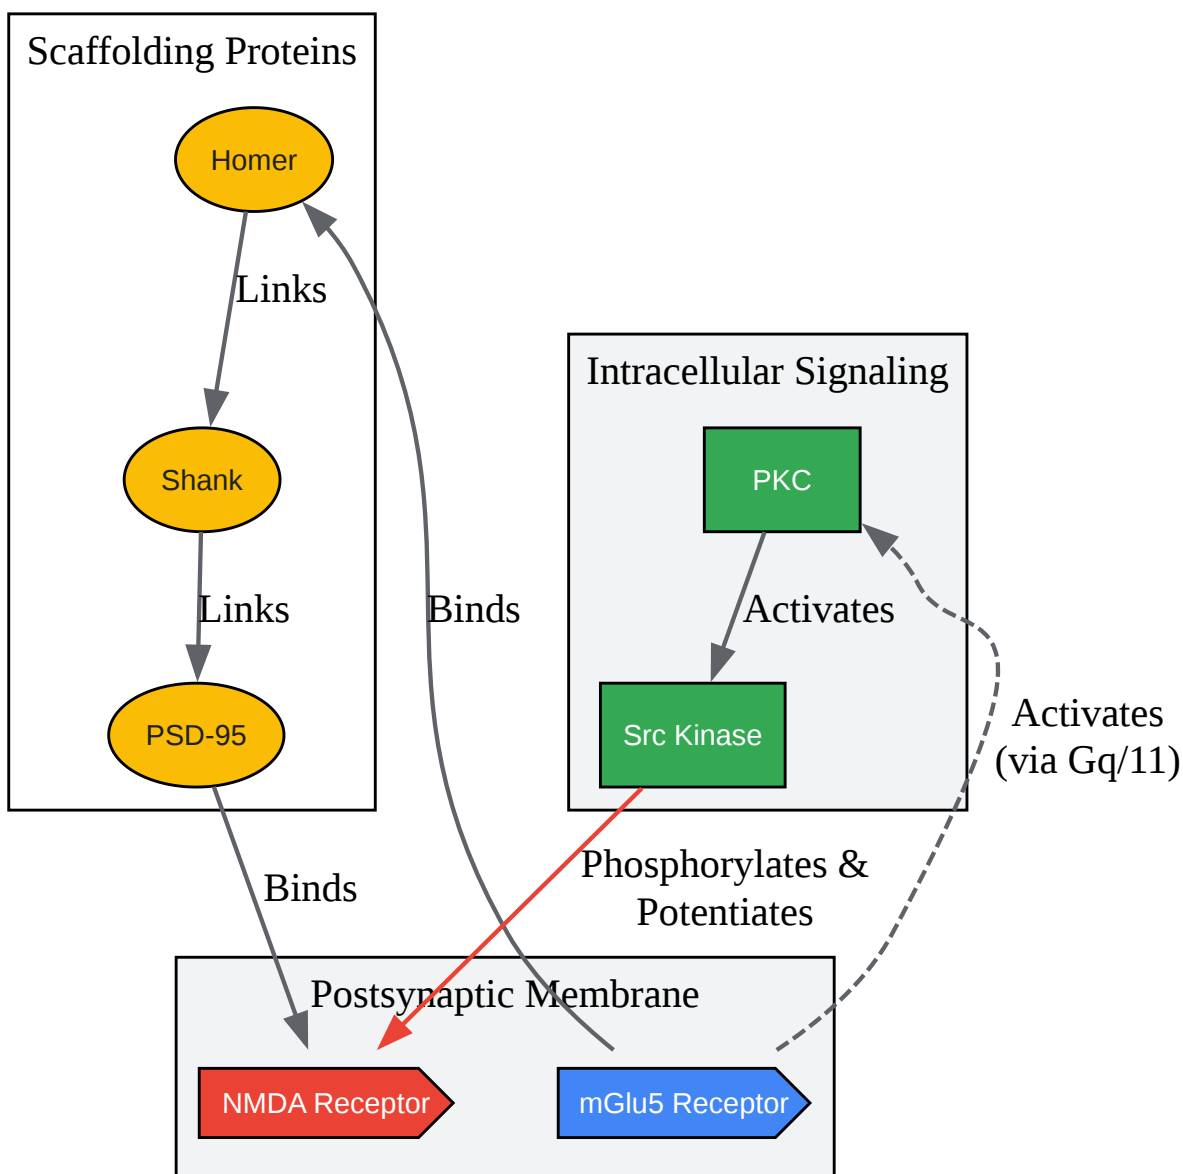 Scaffolding Proteins
Homer
Links
Shank
Links
PSD-95
Binds
Binds
Intracellular Signaling
PKC
Activates
Src Kinase
Activates
(via Gq/11)
Phosphorylates &
Potentiates
Postsynaptic Membrane
NMDA Receptor
mGlu5 Receptor